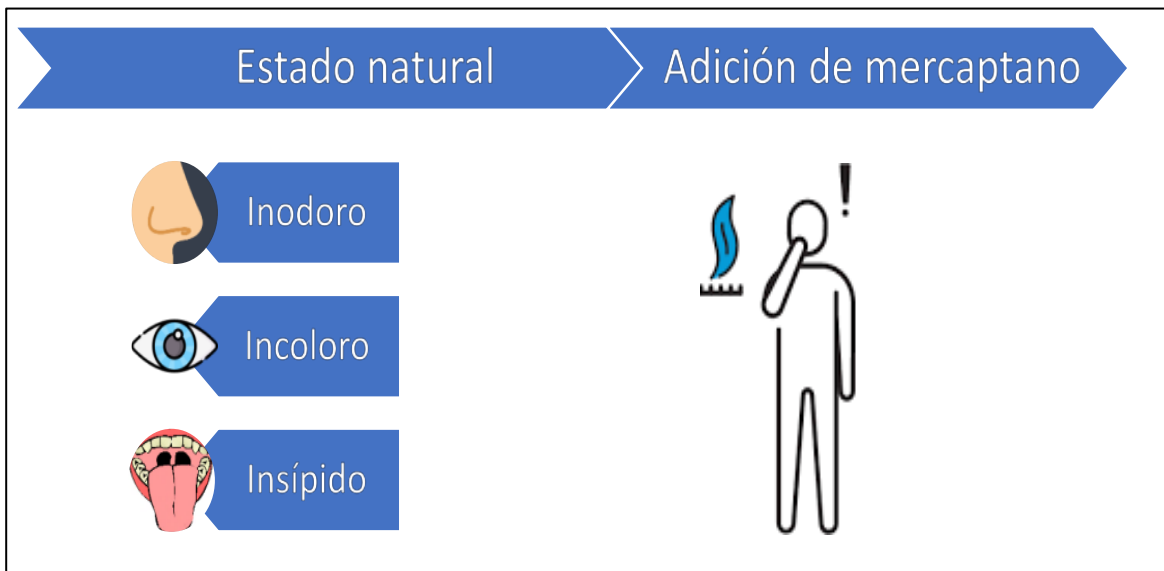 Estado natural
Adición de mercaptano
Inodoro
Incoloro
Insípido
!